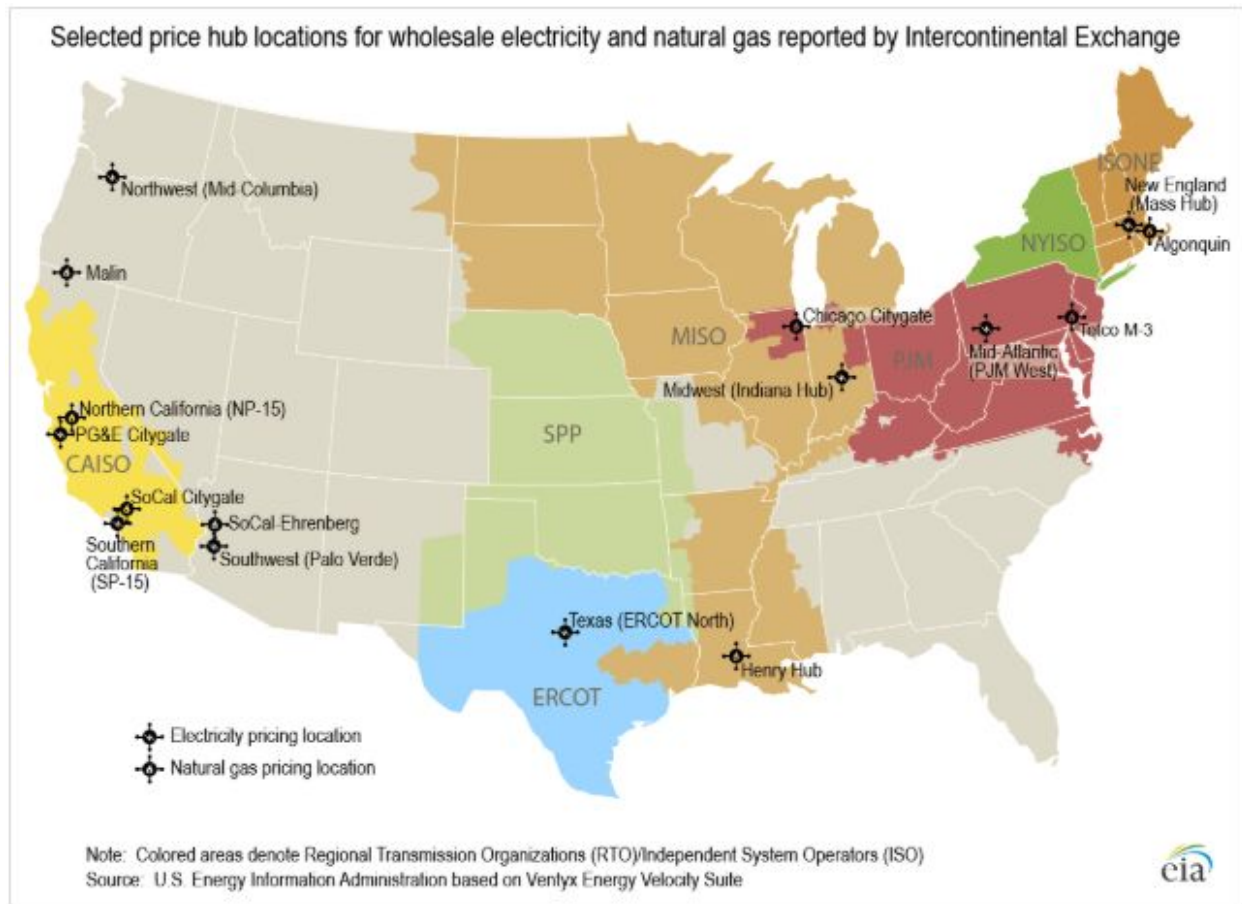 Selected price hub locations for wholesale electricity and natural gas reported by Intercontinental Exchange
ISONE
Northwest (Mid-Columbia)
New England
(Mass Hub)
NYISO
Algonquin
Malin
Chicago Citygate
MISO
Tetco M-3
PJM
Mid-Atlantic
(PJM West)
Midwest (Indiana Hub)
Northern California (NP-15)
PG&E Citygate
SPP
CAISO
SoCal Citygate
SoCal-Ehrenberg
Southern
California
(SP-15)
Southwest (Palo Verde)
Texas (ERCOT North)
Henry Hub
ERCOT
Electricity pricing location
Natural gas pricing location
Note: Colored areas denote Regional Transmission Organizations (RTO)/Independent System Operators (ISO)
Source: U.S. Energy Information Administration based on Ventyx Energy Velocity Suite
eia